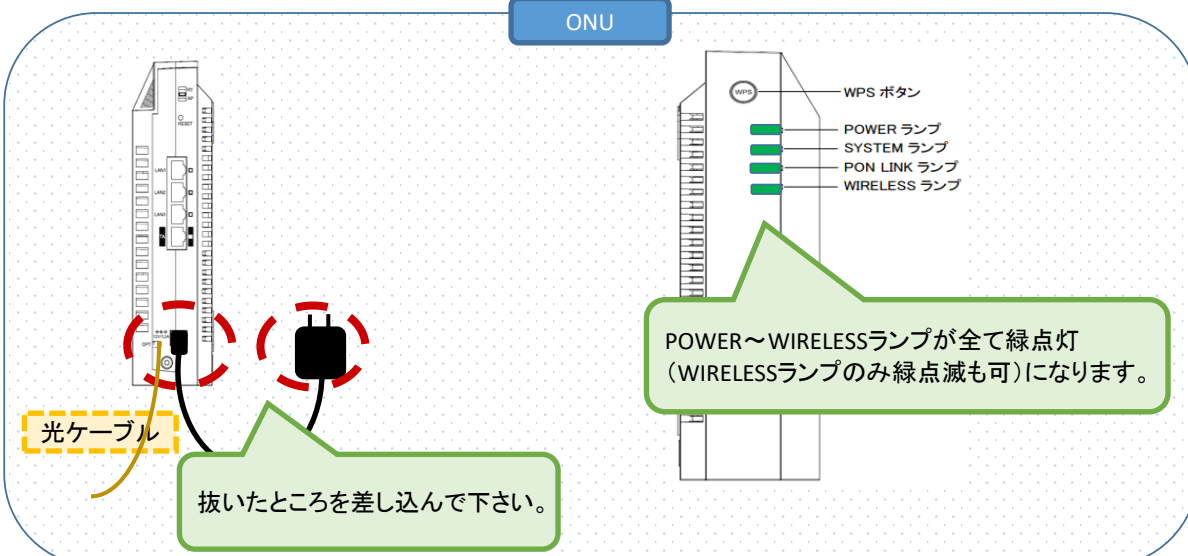 ONU
RT
AP
RESET
LAN1
LAN2
LAN3
OPT
光ケーブル
抜いたところを差し込んで下さい。
WPS
WPS ボタン
POWER ランプ
SYSTEM ランプ
PON LINK ランプ
WIRELESS ランプ
POWER～WIRELESSランプが全て緑点灯
（WIRELESSランプのみ緑点滅も可）になります。